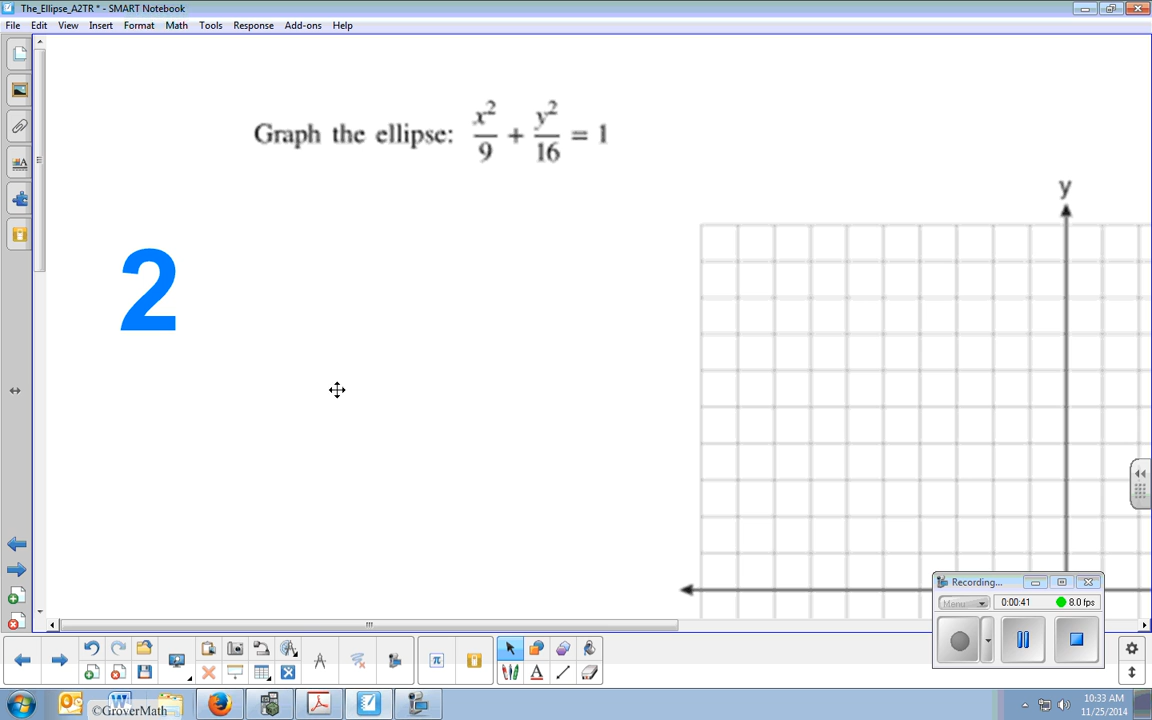 The_Ellipse_A2TR * - SMART Notebook
File Edit View Insert Format Math Tools Response Add-ons Help
Graph the ellipse: x²/9 + y²/16 = 1
y
2
Recording...
Menu 0:00:41 8.0 fps
π
A
10:33 AM
11/25/2014
©GroverMath